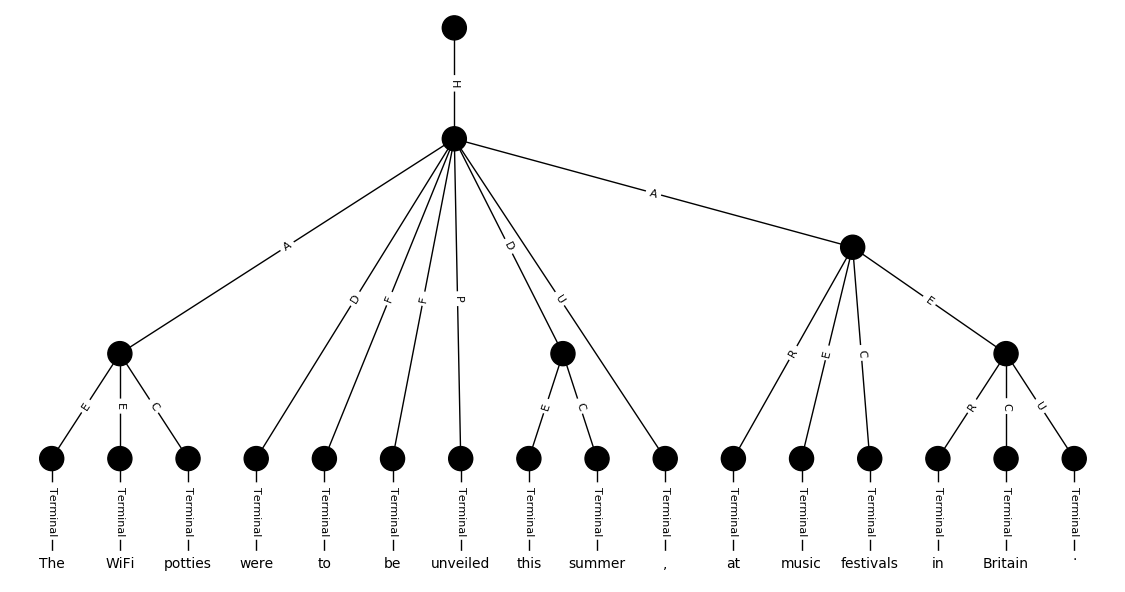 H
A
A
D
U
D
F
F
P
E
R
E
C
E
E
C
E
C
R
C
U
Terminal Terminal Terminal Terminal Terminal Terminal Terminal Terminal Terminal Terminal Terminal Terminal Terminal Terminal Terminal Terminal
The WiFi potties were to be unveiled this summer , at music festivals in Britain .